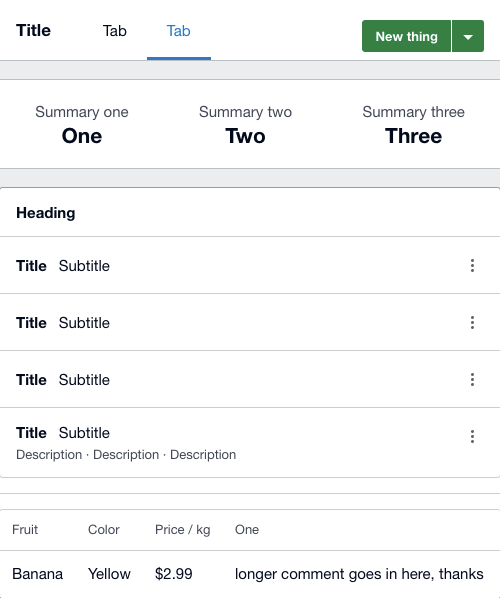 Title Tab Tab New thing
Summary one Summary two Summary three
One Two Three
Heading
Title Subtitle
Title Subtitle
Title Subtitle
Title Subtitle
Description · Description · Description
Fruit Color Price / kg One
Banana Yellow $2.99 longer comment goes in here, thanks